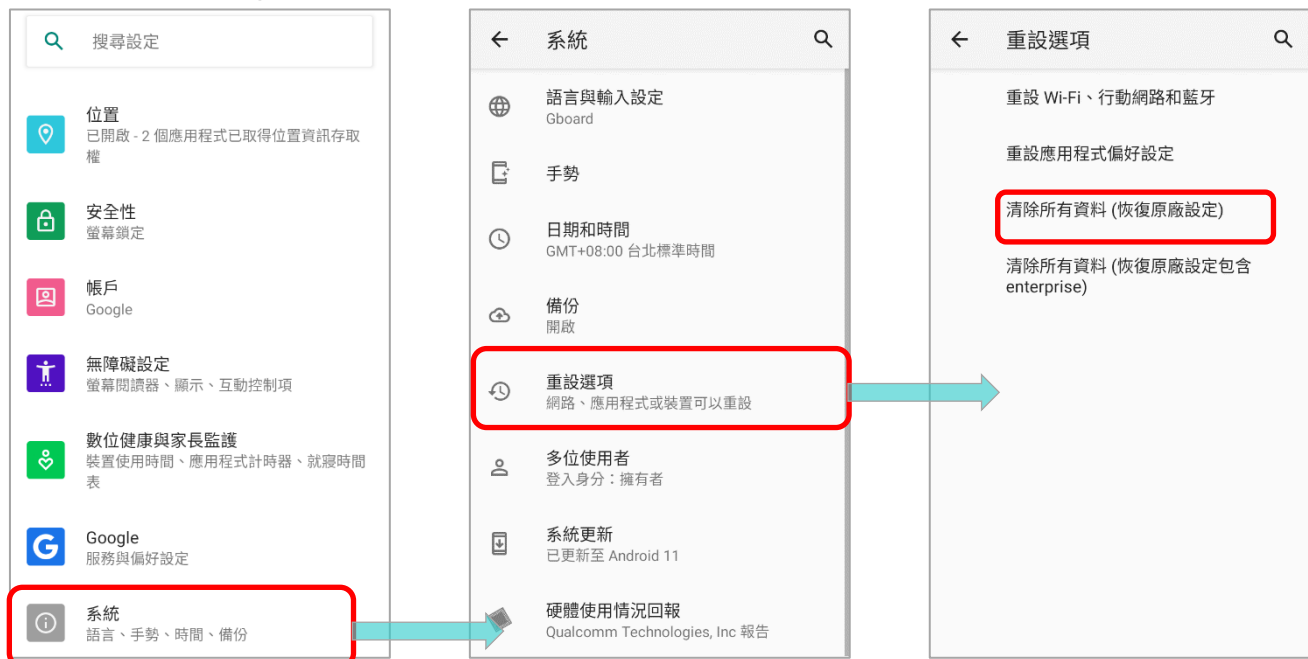 搜尋設定
位置
已開啟 - 2 個應用程式已取得位置資訊存取
權
安全性
螢幕鎖定
帳戶
Google
無障礙設定
螢幕閱讀器、顯示、互動控制項
數位健康與家長監護
裝置使用時間、應用程式計時器、就寢時間
表
Google
服務與偏好設定
系統
語言、手勢、時間、備份
系統
語言與輸入設定
Gboard
手勢
日期和時間
GMT+08:00 台北標準時間
備份
開啟
重設選項
網路、應用程式或裝置可以重設
多位使用者
登入身分：擁有者
系統更新
已更新至 Android 11
硬體使用情況回報
Qualcomm Technologies, Inc 報告
重設選項
重設 Wi-Fi、行動網路和藍牙
重設應用程式偏好設定
清除所有資料 (恢復原廠設定)
清除所有資料 (恢復原廠設定包含
enterprise)